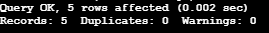 Query OK, 5 rows affected (0.002 sec)
Records: 5  Duplicates: 0  Warnings: 0